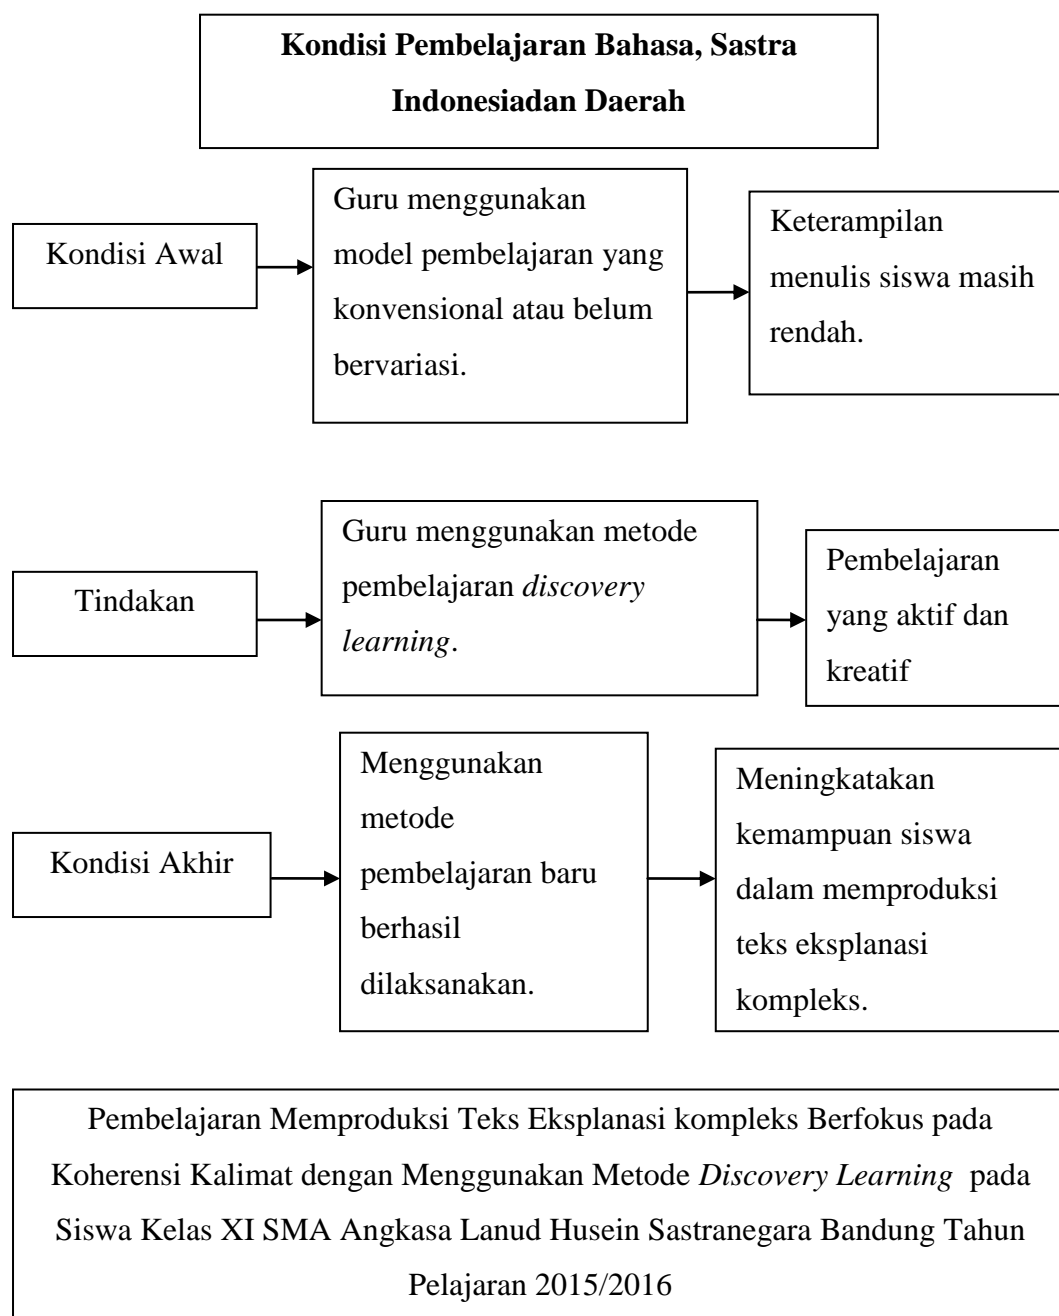 Kondisi Pembelajaran Bahasa, Sastra
Indonesiadan Daerah
Kondisi Awal
Guru menggunakan
model pembelajaran yang
konvensional atau belum
bervariasi.
Keterampilan
menulis siswa masih
rendah.
Tindakan
Guru menggunakan metode
pembelajaran discovery
learning.
Pembelajaran
yang aktif dan
kreatif
Kondisi Akhir
Menggunakan
metode
pembelajaran baru
berhasil
dilaksanakan.
Meningkatakan
kemampuan siswa
dalam memproduksi
teks eksplanasi
kompleks.
Pembelajaran Memproduksi Teks Eksplanasi kompleks Berfokus pada
Koherensi Kalimat dengan Menggunakan Metode Discovery Learning pada
Siswa Kelas XI SMA Angkasa Lanud Husein Sastranegara Bandung Tahun
Pelajaran 2015/2016